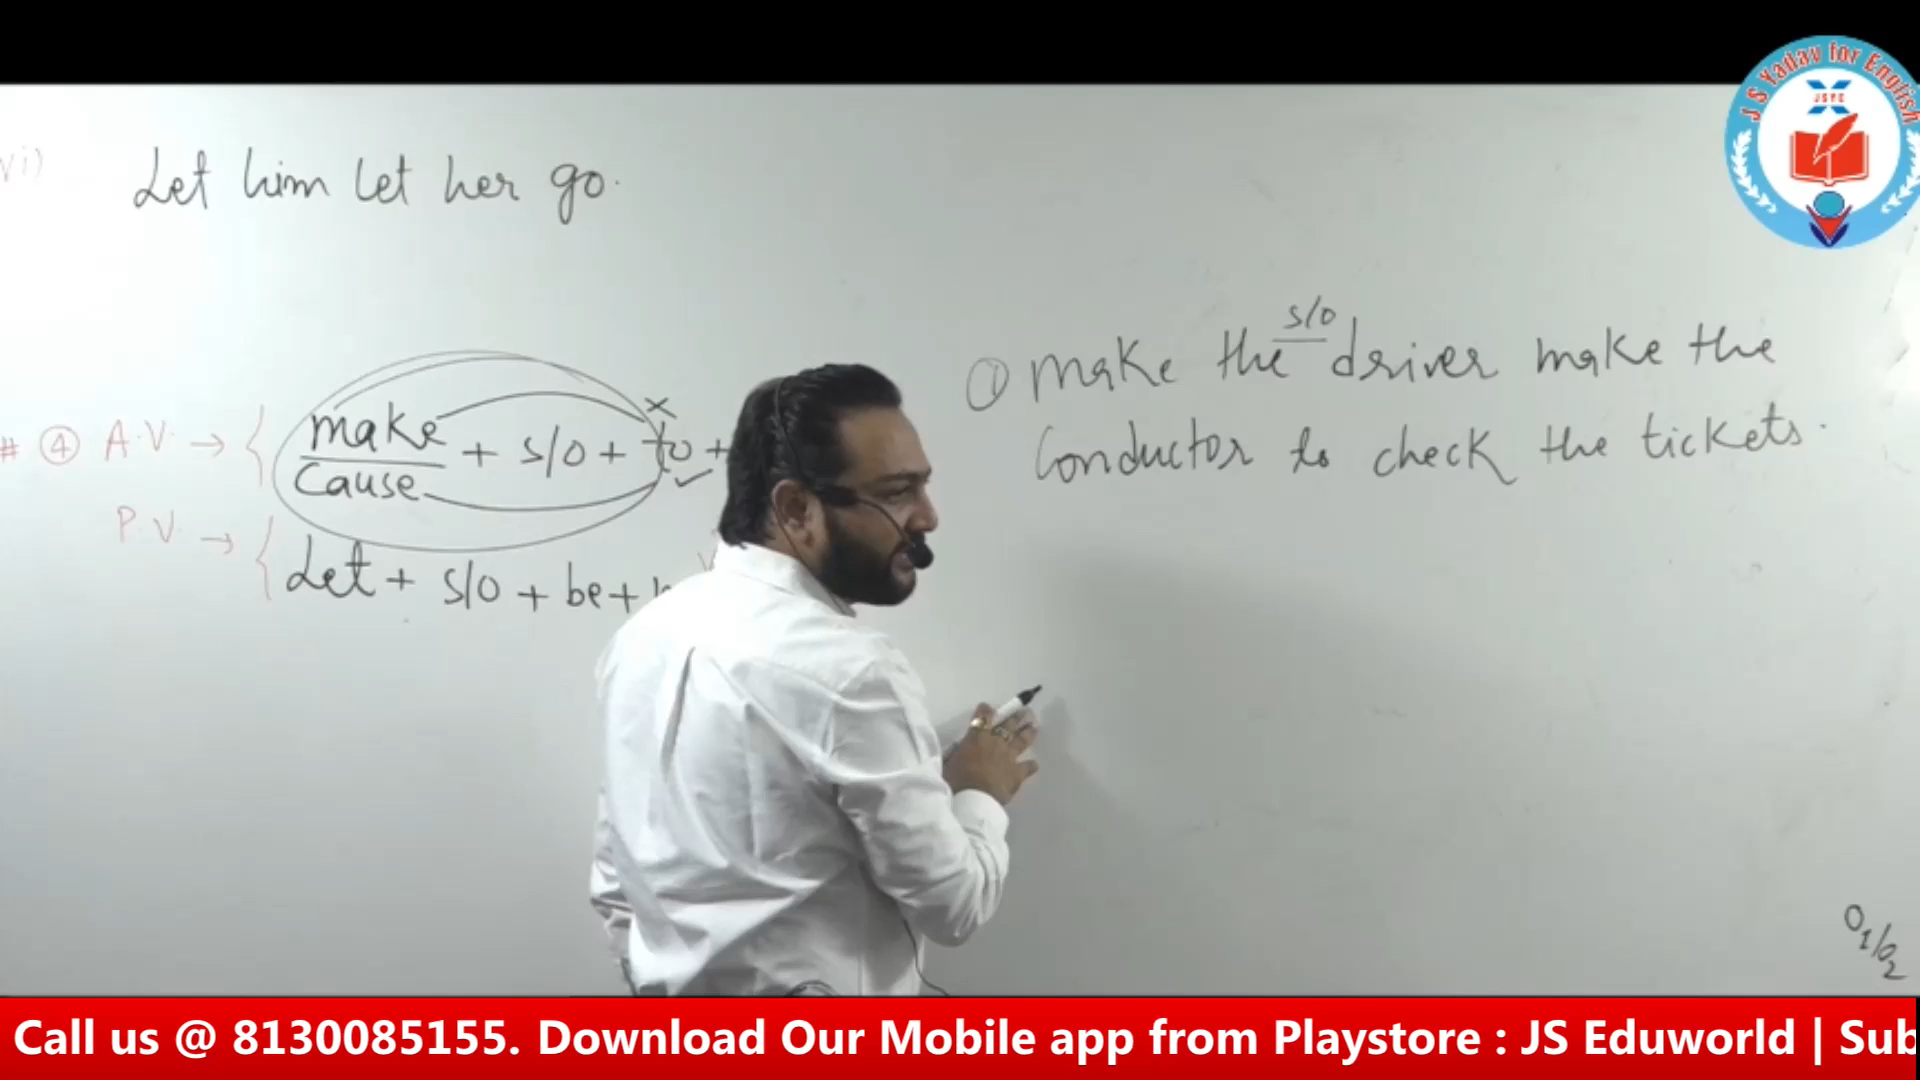 vi)
Let him let her go.
# ④ A.V. → { make + s/o + to +
cause
×
✓
P.V. → { Let + s/o + be +
s/o
① make the driver make the
Conductor to check the tickets.
O1/O2
J S Yadav for English
JSYE
Call us @ 8130085155. Download Our Mobile app from Playstore : JS Eduworld | Sub